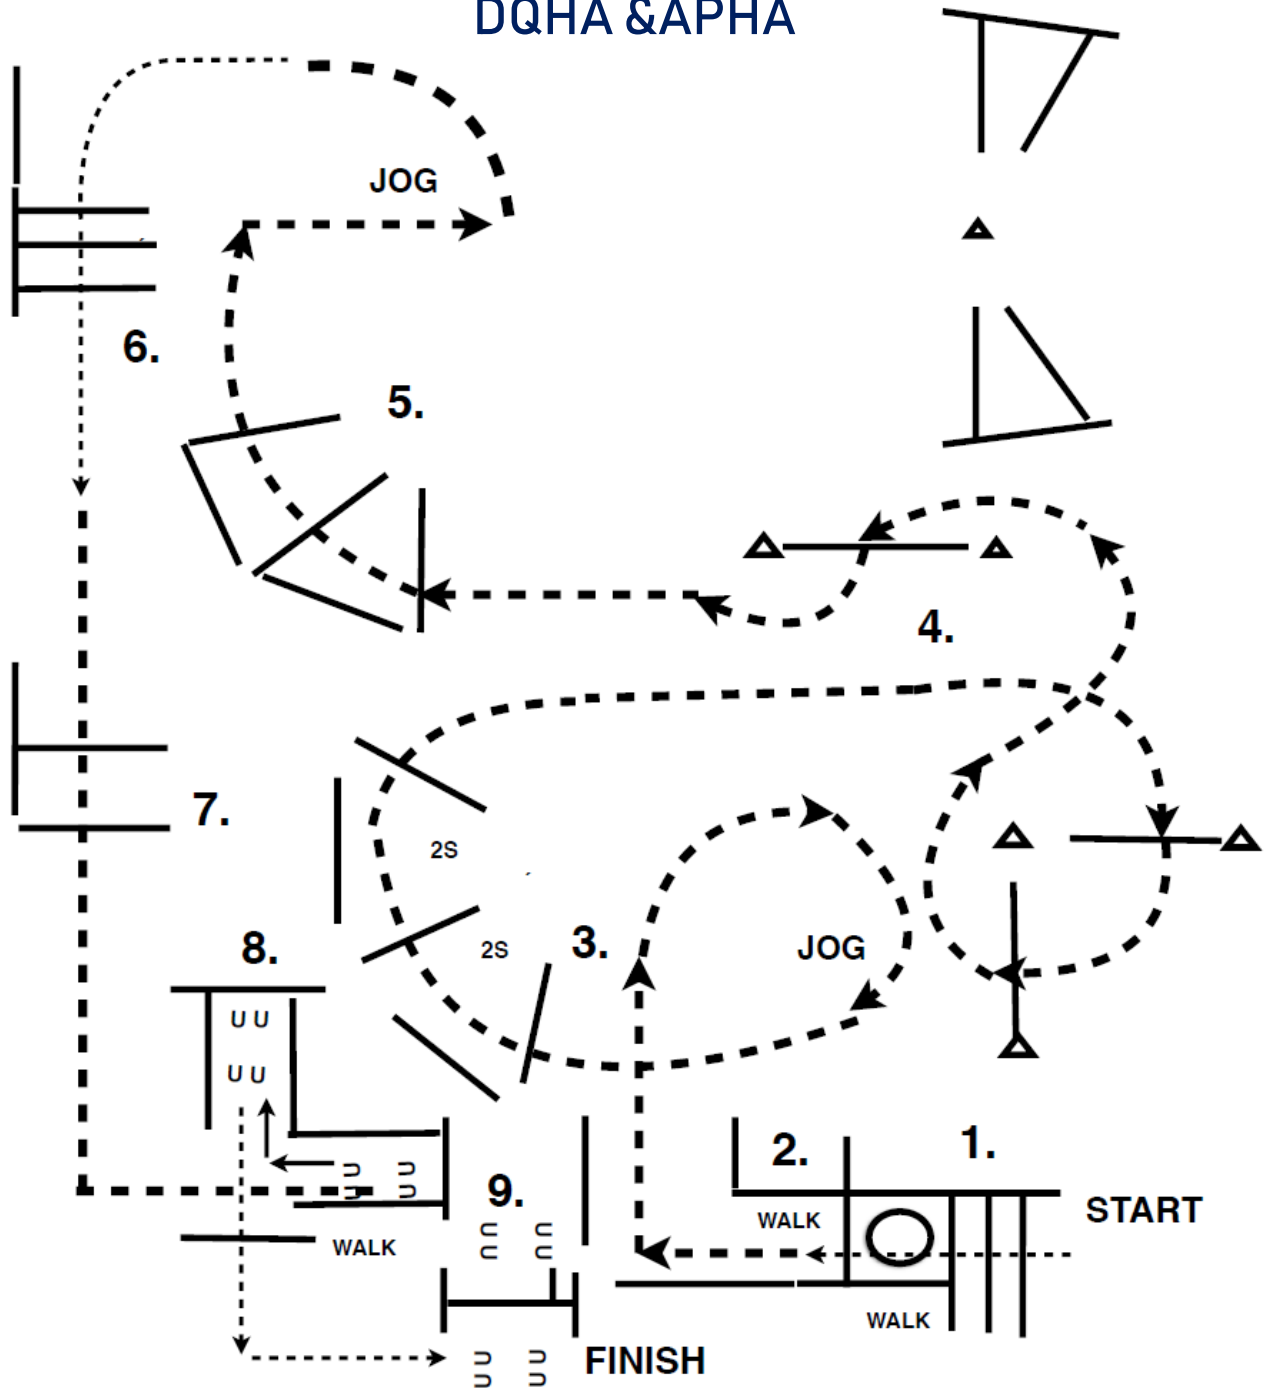 DQHA &APHA
JOG
6.
5.
4.
7.
2S
3.
2S
JOG
8.
U U
U U
1.
2.
9.
START
WALK
WALK
WALK
FINISH